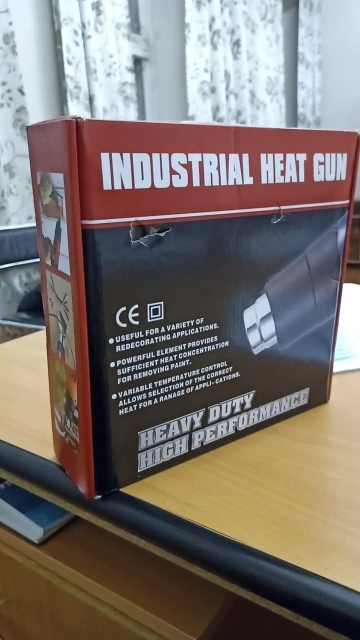 INDUSTRIAL HEAT GUN
CE
USEFUL FOR A VARIETY OF
REDECORATING APPLICATIONS.
POWERFUL ELEMENT PROVIDES
SUFFICIENT HEAT CONCENTRATION
FOR REMOVING PAINT.
VARIABLE TEMPERATURE CONTROL
ALLOWS SELECTION OF THE CORRECT
HEAT FOR A RANAGE OF APPLI- CATIONS.
HEAVY DUTY
HIGH PERFORMANCE